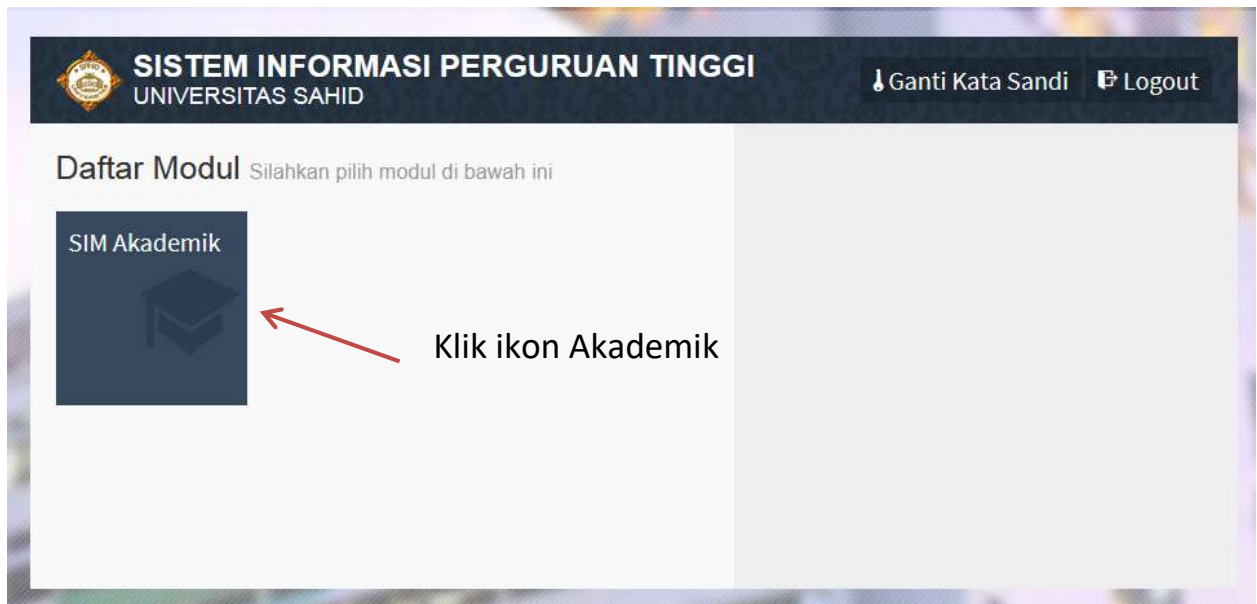 SISTEM INFORMASI PERGURUAN TINGGI
UNIVERSITAS SAHID
Ganti Kata Sandi
Logout
Daftar Modul Silahkan pilih modul di bawah ini
SIM Akademik
Klik ikon Akademik